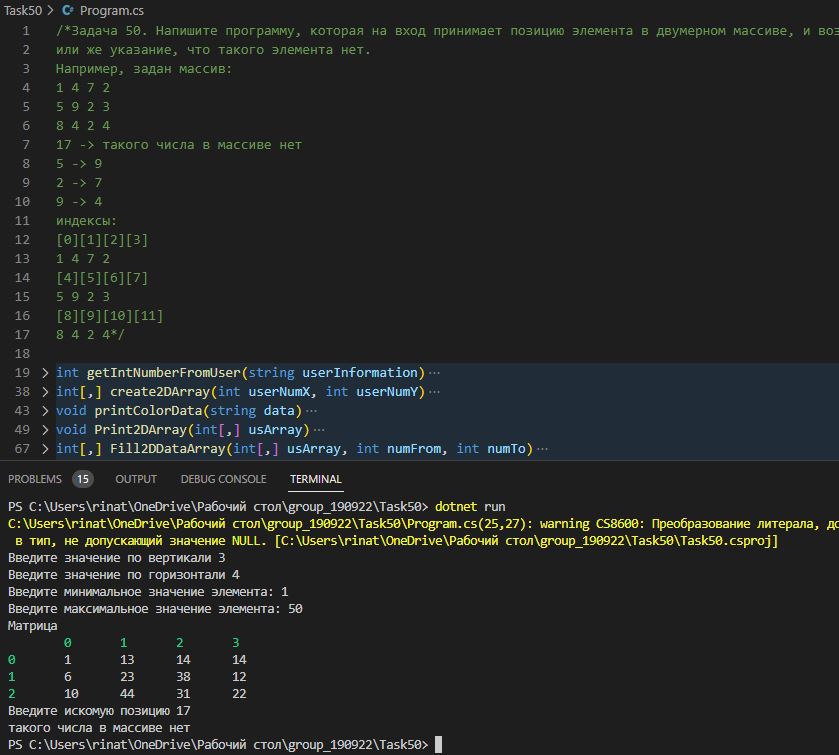 Task50 > C# Program.cs
1 /*Задача 50. Напишите программу, которая на вход принимает позицию элемента в двумерном массиве, и
2 или же указание, что такого элемента нет.
3 Например, задан массив:
4 1 4 7 2
5 5 9 2 3
6 8 4 2 4
7 17 -> такого числа в массиве нет
8 5 -> 9
9 2 -> 7
10 9 -> 4
11 индексы:
12 [0][1][2][3]
13 1 4 7 2
14 [4][5][6][7]
15 5 9 2 3
16 [8][9][10][11]
17 8 4 2 4*/
18
19 > int getIntNumberFromUser(string userInformation)···
38 > int[,] create2DArray(int userNumX, int userNumY)···
43 > void printColorData(string data)···
49 > void Print2DArray(int[,] usArray)···
67 > int[,] Fill2DDataArray(int[,] usArray, int numFrom, int numTo)···
PROBLEMS 15 OUTPUT DEBUG CONSOLE TERMINAL
PS C:\Users\rinat\OneDrive\Рабочий стол\group_190922\Task50> dotnet run
C:\Users\rinat\OneDrive\Рабочий стол\group_190922\Task50\Program.cs(25,27): warning CS8600: Преобразование литерала,
в тип, не допускающий значение NULL. [C:\Users\rinat\OneDrive\Рабочий стол\group_190922\Task50\Task50.csproj]
Введите значение по вертикали 3
Введите значение по горизонтали 4
Введите минимальное значение элемента: 1
Введите максимальное значение элемента: 50
Матрица
0 1 2 3
0 1 13 14 14
1 6 23 38 12
2 10 44 31 22
Введите искомую позицию 17
такого числа в массиве нет
PS C:\Users\rinat\OneDrive\Рабочий стол\group_190922\Task50>